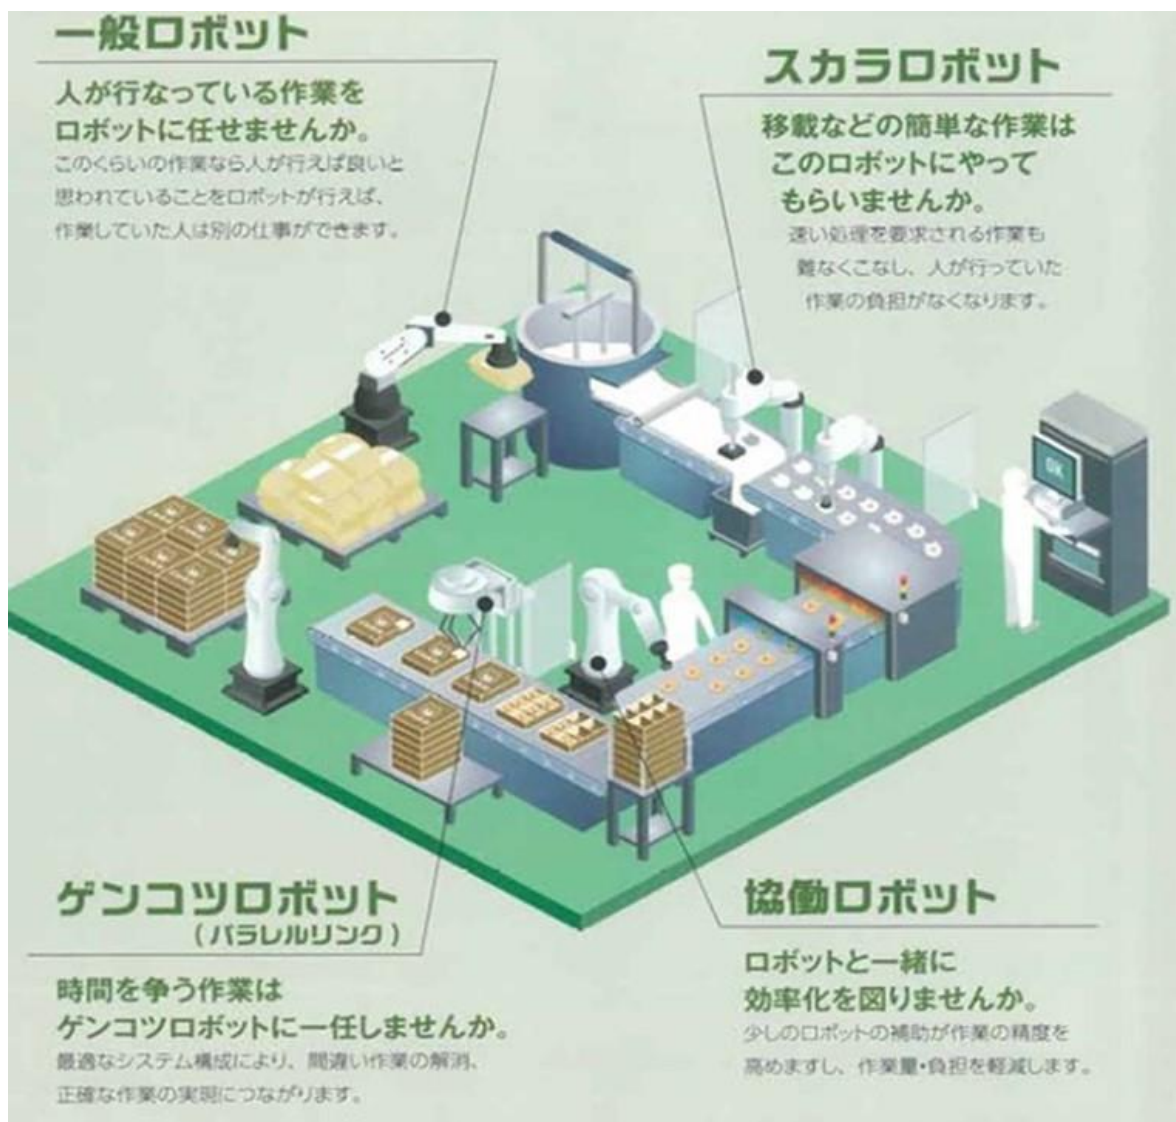 一般ロボット
人が行なっている作業を
ロボットに任せませんか。
このくらいの作業なら人が行えば良いと
思われていることをロボットが行えば、
作業していた人は別の仕事ができます。
スカラロボット
移載などの簡単な作業は
このロボットにやって
もらいませんか。
速い処理を要求される作業も
難なくこなし、人が行っていた
作業の負担がなくなります。
OK
ゲンコツロボット
(パラレルリンク)
時間を争う作業は
ゲンコツロボットに一任しませんか。
最適なシステム構成により、間違い作業の解消、
正確な作業の実現につながります。
協働ロボット
ロボットと一緒に
効率化を図りませんか。
少しのロボットの補助が作業の精度を
高めますし、作業量・負担を軽減します。